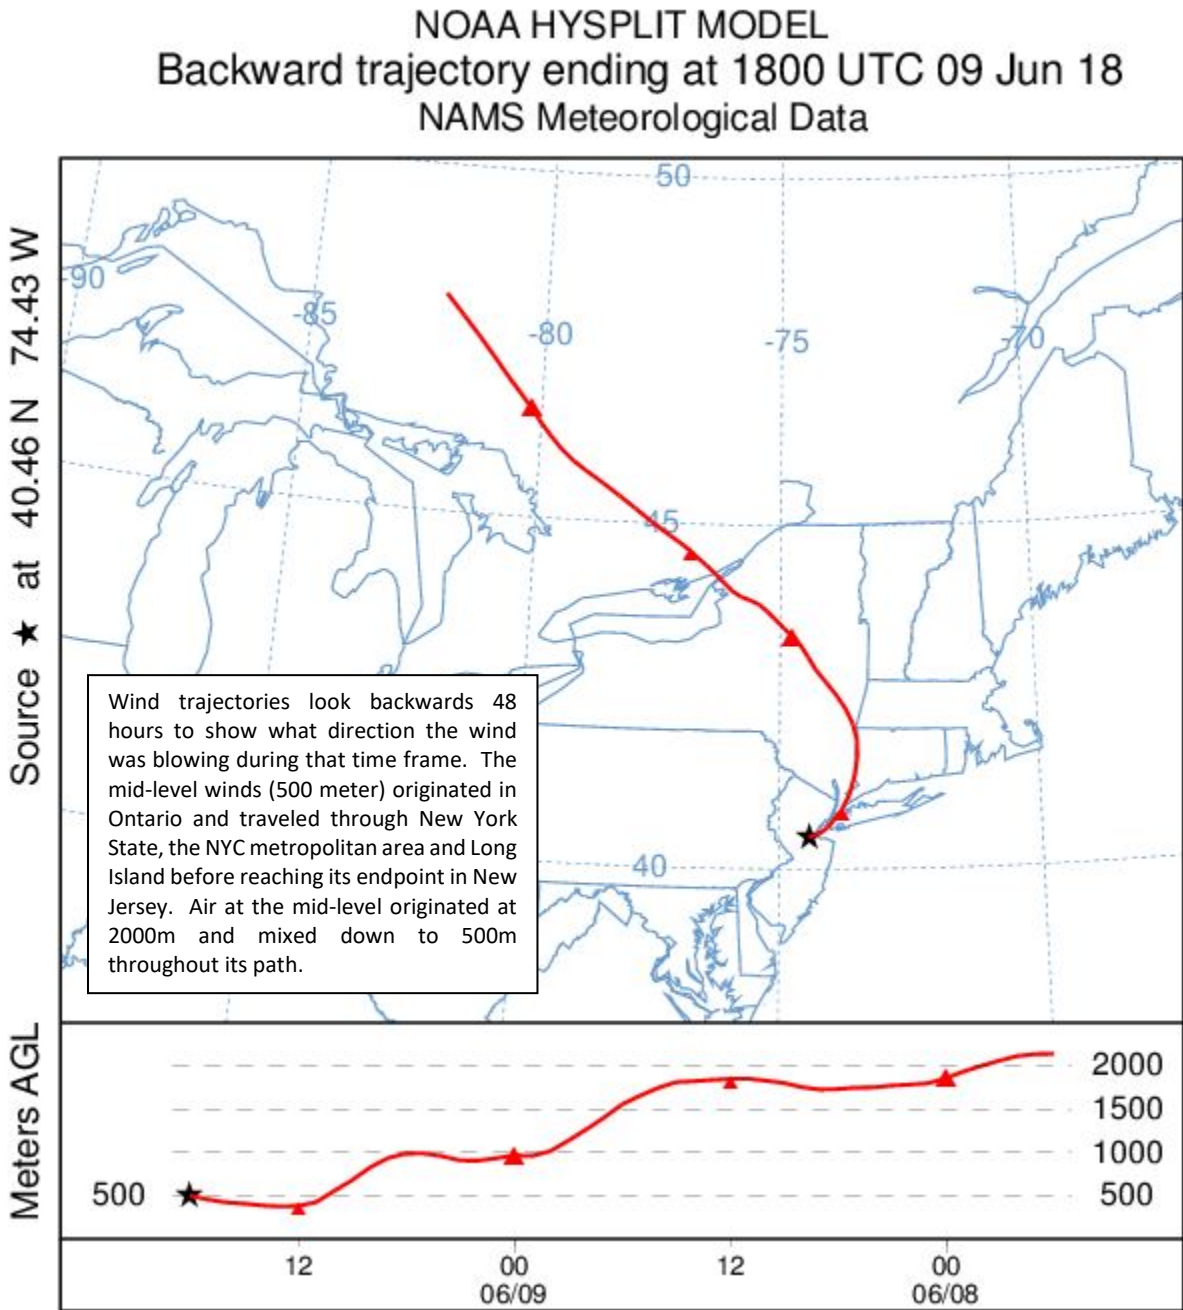 NOAA HYSPLIT MODEL
Backward trajectory ending at 1800 UTC 09 Jun 18
NAMS Meteorological Data
Source ★ at 40.46 N 74.43 W
50
-90
-85
-80
-75
-70
45
40
Wind trajectories look backwards 48
hours to show what direction the wind
was blowing during that time frame. The
mid-level winds (500 meter) originated in
Ontario and traveled through New York
State, the NYC metropolitan area and Long
Island before reaching its endpoint in New
Jersey. Air at the mid-level originated at
2000m and mixed down to 500m
throughout its path.
Meters AGL
2000
1500
1000
500 500
12 00 12 00
06/09 06/08